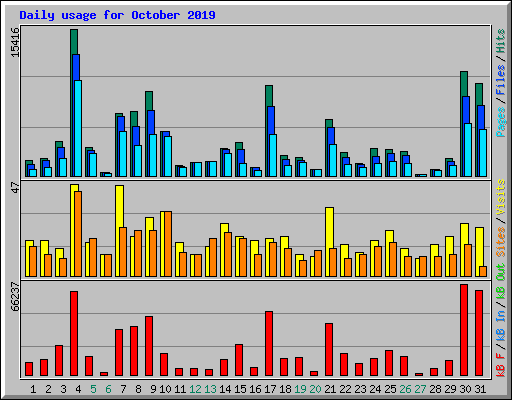 Daily usage for October 2019
15416
Pages / Files / Hits
47
Sites / Visits
66237
kB F / kB In / kB Out
1 2 3 4 5 6 7 8 9 10 11 12 13 14 15 16 17 18 19 20 21 22 23 24 25 26 27 28 29 30 31